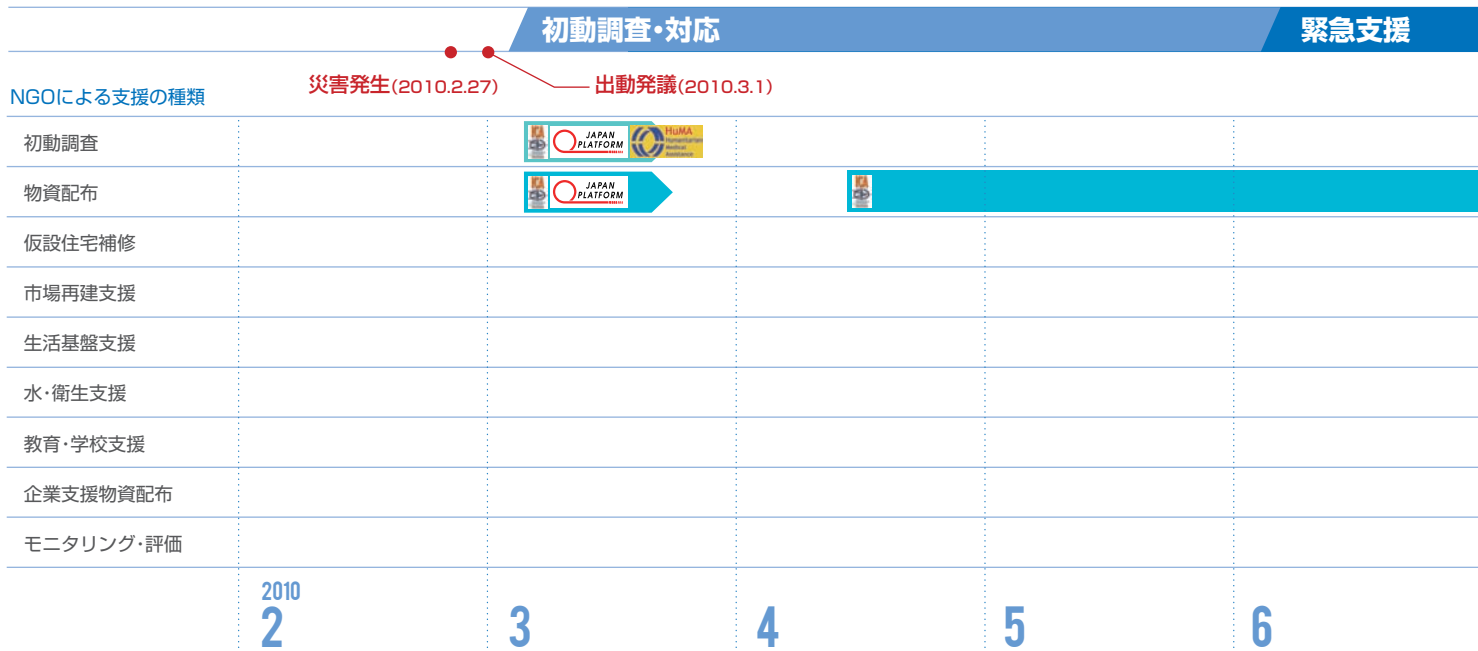 初動調査・対応
緊急支援
災害発生(2010.2.27)
出動発議(2010.3.1)
NGOによる支援の種類
初動調査
JAPAN
PLATFORM
HuMA
Humanitarian
Medical
Assistance
物資配布
JAPAN
PLATFORM
仮設住宅補修
市場再建支援
生活基盤支援
水・衛生支援
教育・学校支援
企業支援物資配布
モニタリング・評価
2010
2
3
4
5
6